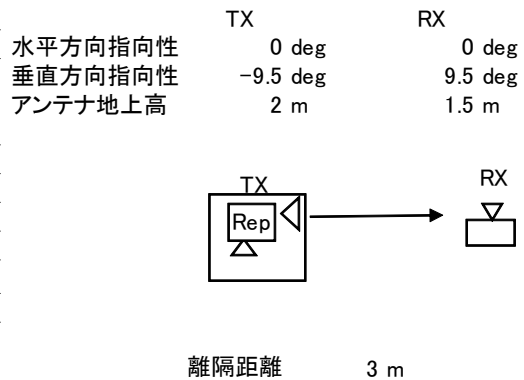 TX RX
水平方向指向性 0 deg 0 deg
垂直方向指向性 -9.5 deg 9.5 deg
アンテナ地上高 2 m 1.5 m
TX RX
Rep
離隔距離 3 m